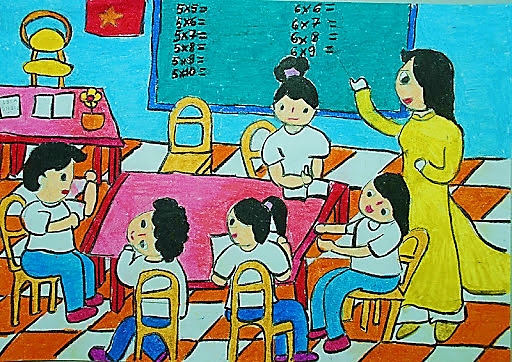 5x5=
5x6=
5x7=
5x8=
5x9=
5x10=
6x6=
6x7=
6x8=
6x9=